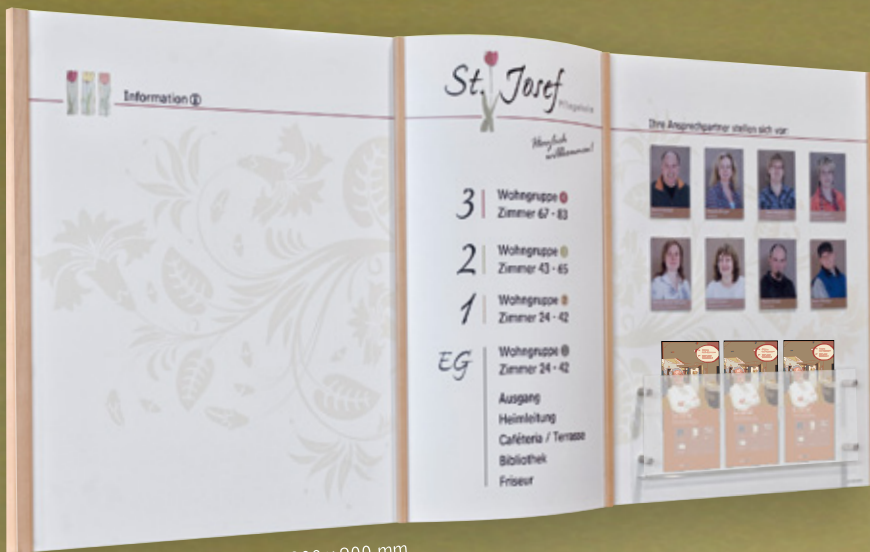 Information
St. Josef
Pflegeheim
Herzlich
willkommen!
3
Wohngruppe
Zimmer 67 - 83
2
Wohngruppe
Zimmer 43 - 65
1
Wohngruppe
Zimmer 24 - 42
EG
Wohngruppe
Zimmer 24 - 42
Ausgang
Heimleitung
Caféteria / Terrasse
Bibliothek
Friseur
Ihre Ansprechpartner stellen sich vor:
mm